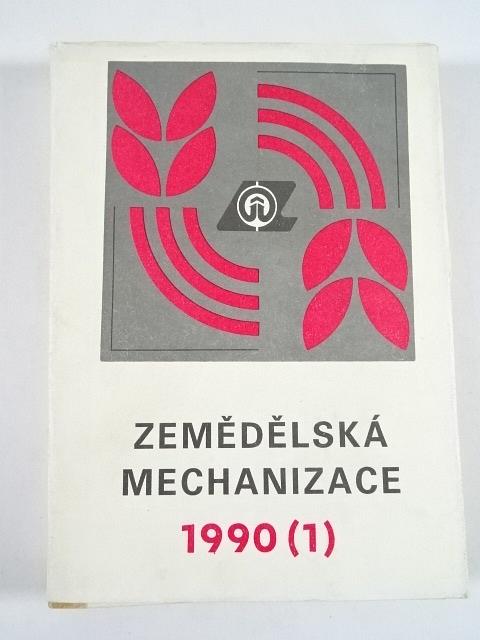 ZEMĚDĚLSKÁ
MECHANIZACE
1990 (1)